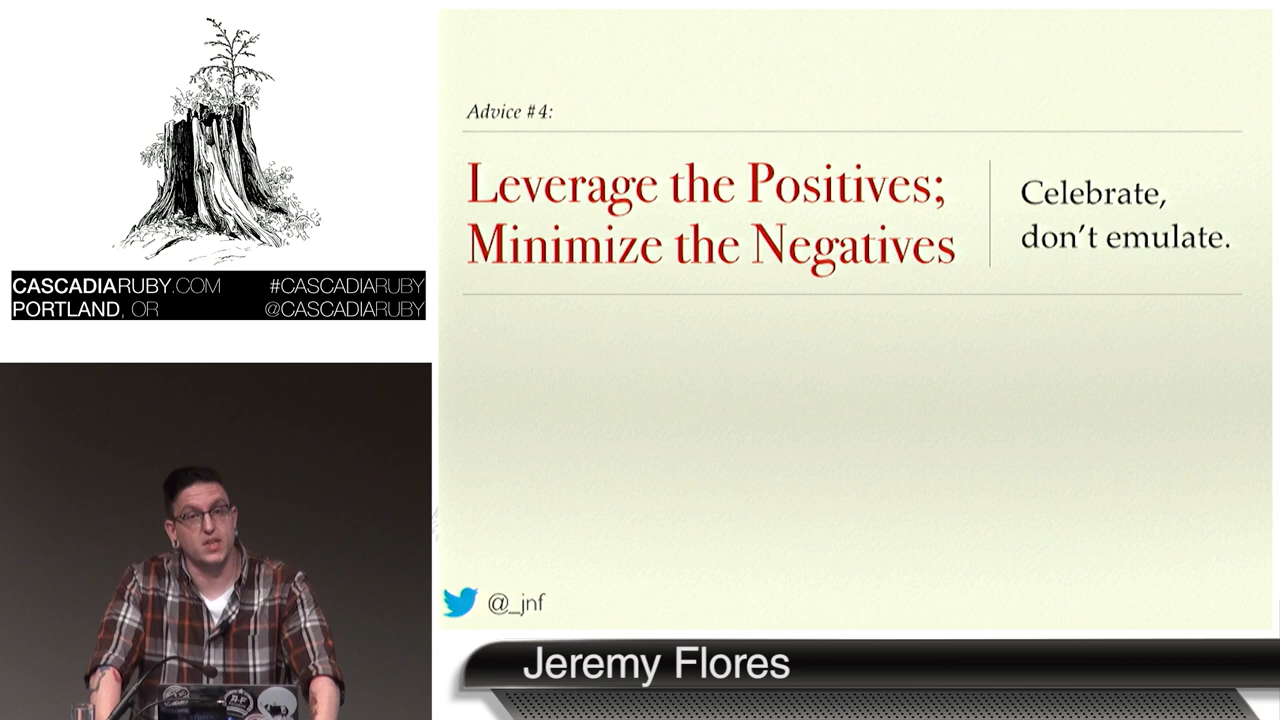 CASCADIARUBY.COM #CASCADIARUBY
PORTLAND, OR @CASCADIARUBY
Advice #4:
Leverage the Positives;
Minimize the Negatives
Celebrate,
don't emulate.
@_jnf
Jeremy Flores